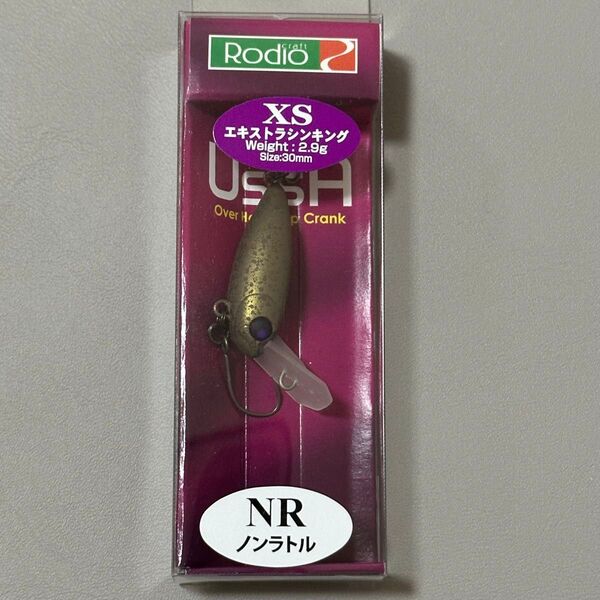 Rodio craft
XS
エキストラシンキング
Weight : 2.9g
Size:30mm
UssA
Over Crank
NR
ノンラトル